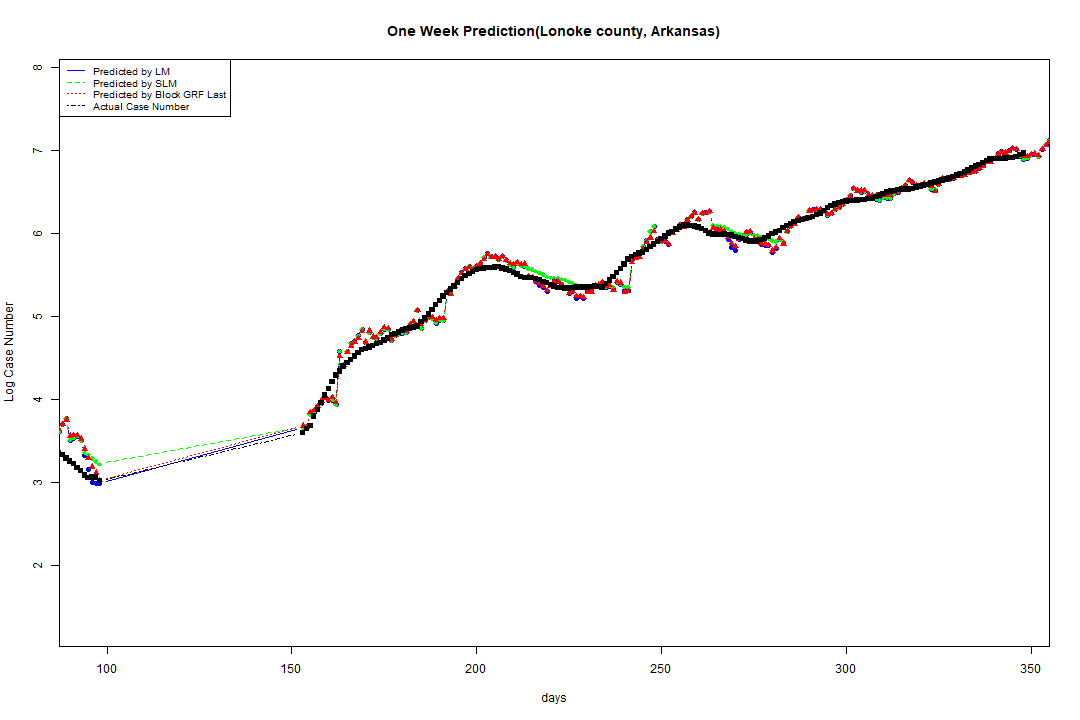 One Week Prediction(Lonoke county, Arkansas)
Predicted by LM
Predicted by SLM
Predicted by Block GRF Last
Actual Case Number
8
7
6
5
4
3
2
Log Case Number
100 150 200 250 300 350
days